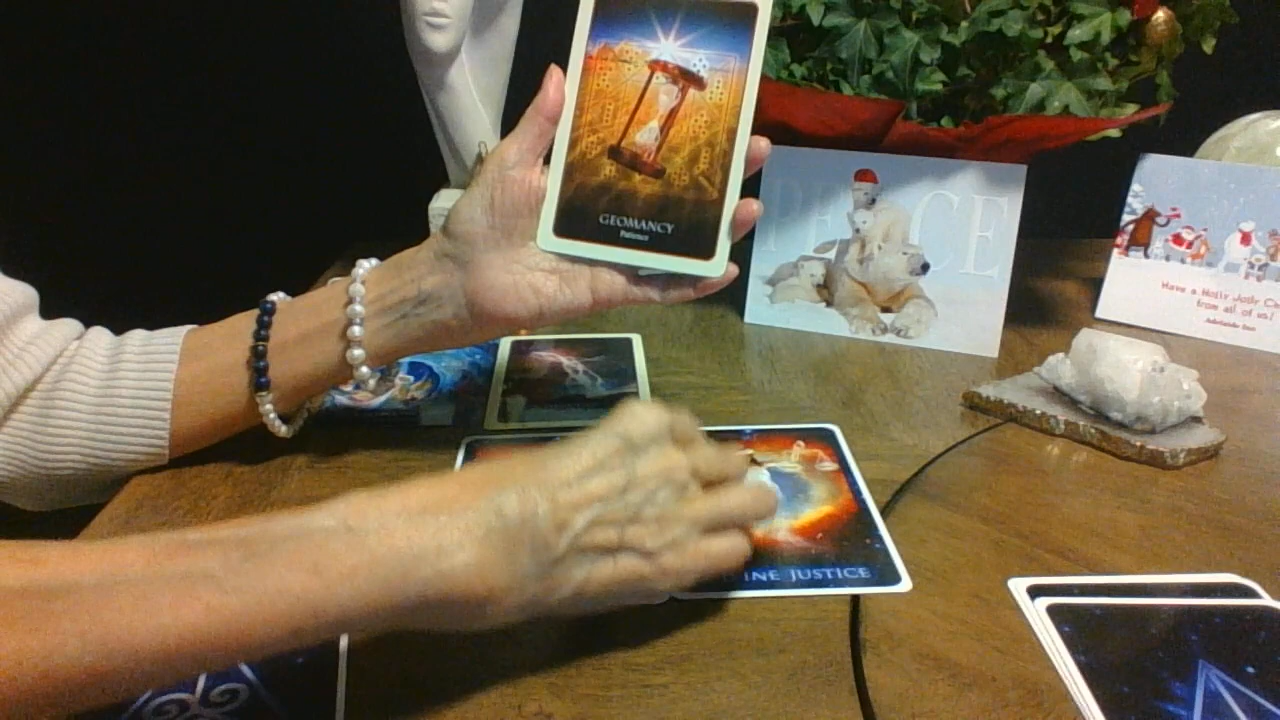 GEOMANCY
Patience
PEACE
Have a Holly Jolly C
from all of us!
INE JUSTICE